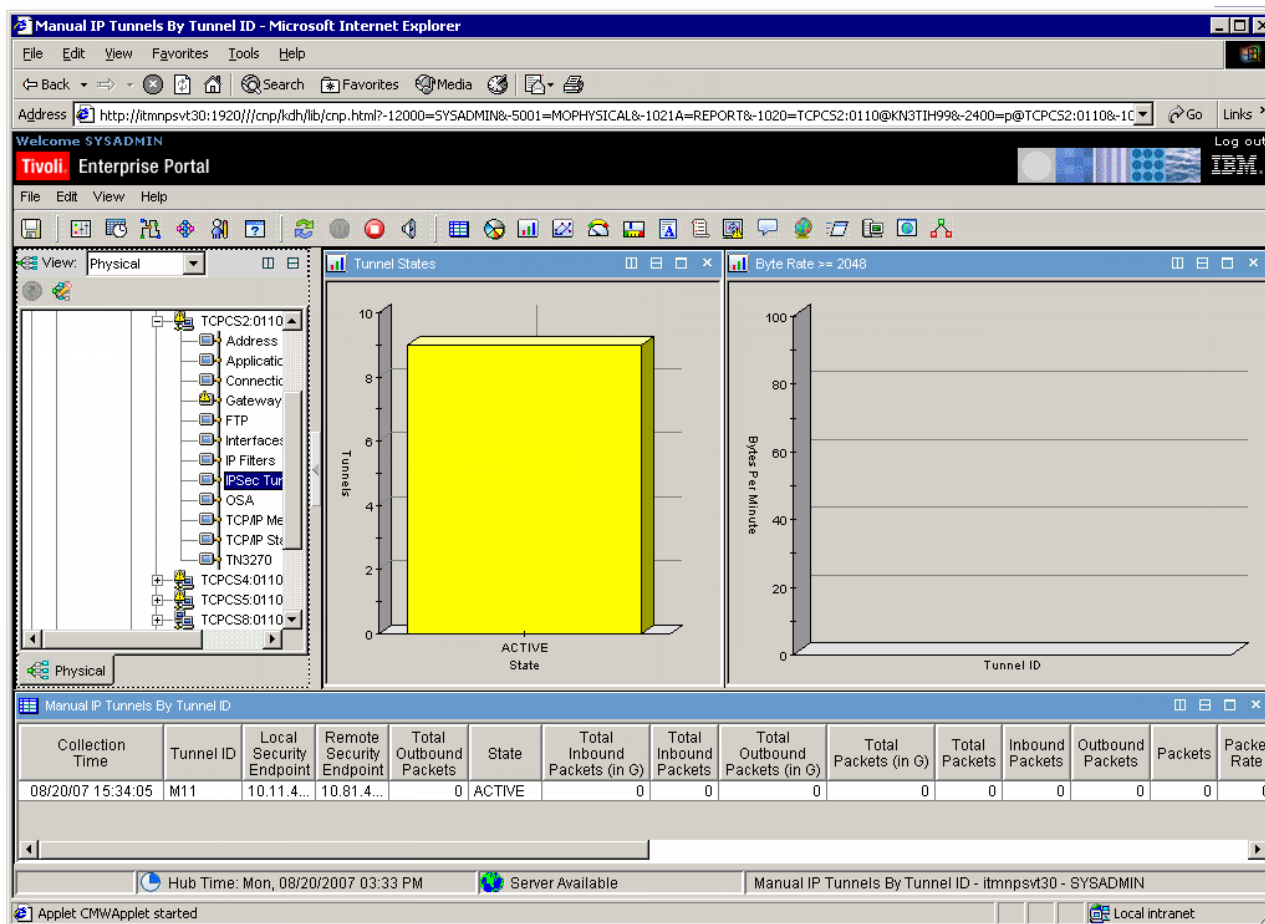 Manual IP Tunnels By Tunnel ID - Microsoft Internet Explorer
File Edit View Favorites Tools Help
Back Search Favorites Media
Address http://itmnpsvt30:1920///cnp/kdh/lib/cnp.html?-12000=SYSADMIN&-5001=MOPHYSICAL&-1021A=REPORT&-1020=TCPCS2:0110@KN3TIH99&-2400=p@TCPCS2:0110&-1C Go Links
Welcome SYSADMIN Log out
Tivoli. Enterprise Portal IBM.
File Edit View Help
View: Physical
TCPCS2:0110
Address
Applicatic
Connectic
Gateway
FTP
Interfaces
IP Filters
IPSec Tur
OSA
TCP/IP Me
TCP/IP Sta
TN3270
TCPCS4:0110
TCPCS5:0110
TCPCS8:0110
Physical
Tunnel States
10
8
6
4
2
0
Tunnels
ACTIVE
State
Byte Rate >= 2048
100
80
60
40
20
0
Bytes Per Minute
Tunnel ID
Manual IP Tunnels By Tunnel ID
Collection Time Tunnel ID Local Security Endpoint Remote Security Endpoint Total Outbound Packets State Total Inbound Packets (in G) Total Inbound Packets Total Outbound Packets (in G) Total Packets (in G) Total Packets Inbound Packets Outbound Packets Packets Packe Rate
08/20/07 15:34:05 M11 10.11.4... 10.81.4... 0 ACTIVE 0 0 0 0 0 0 0 0 0
Hub Time: Mon, 08/20/2007 03:33 PM Server Available Manual IP Tunnels By Tunnel ID - itmnpsvt30 - SYSADMIN
Applet CMWApplet started Local intranet